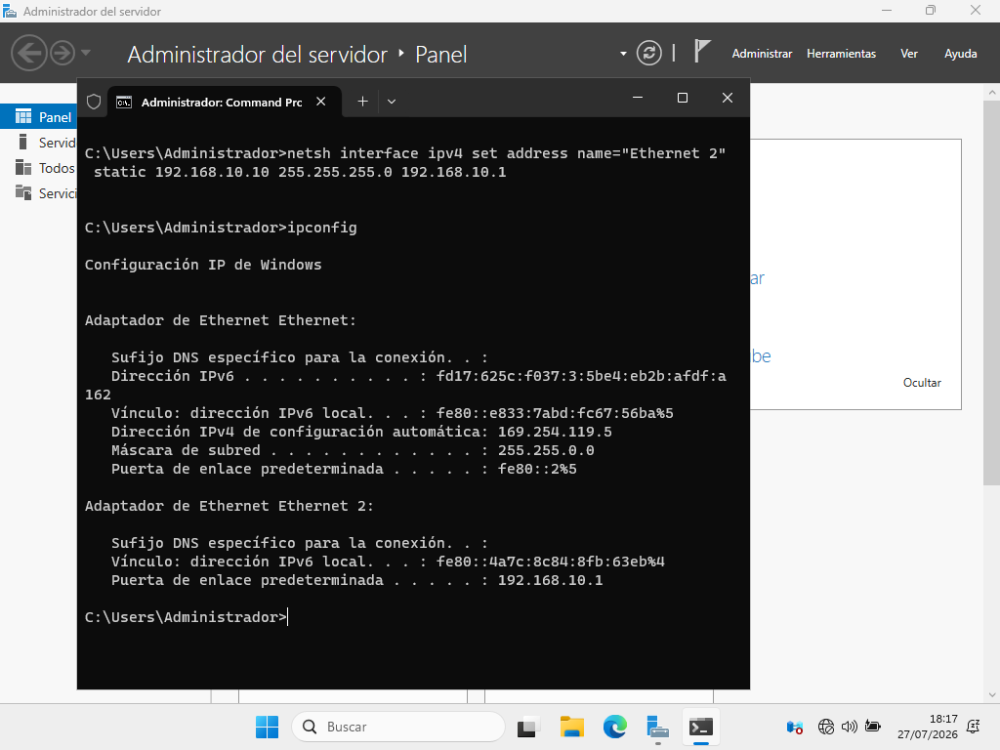 Administrador del servidor
Administrador del servidor Panel
Administrar Herramientas Ver Ayuda
Administrador: Command Prc
Panel
Servid
Todos
Servici
C:\Users\Administrador>netsh interface ipv4 set address name="Ethernet 2"
static 192.168.10.10 255.255.255.0 192.168.10.1
C:\Users\Administrador>ipconfig
Configuración IP de Windows
Adaptador de Ethernet Ethernet:
Sufijo DNS específico para la conexión. . :
Dirección IPv6 . . . . . . . . . . : fd17:625c:f037:3:5be4:eb2b:afdf:a
162
Vínculo: dirección IPv6 local. . . : fe80::e833:7abd:fc67:56ba%5
Dirección IPv4 de configuración automática: 169.254.119.5
Máscara de subred . . . . . . . . . . . . : 255.255.0.0
Puerta de enlace predeterminada . . . . . : fe80::2%5
Adaptador de Ethernet Ethernet 2:
Sufijo DNS específico para la conexión. . :
Vínculo: dirección IPv6 local. . . : fe80::4a7c:8c84:8fb:63eb%4
Puerta de enlace predeterminada . . . . . : 192.168.10.1
C:\Users\Administrador>
ar
be
Ocultar
Buscar
18:17
27/07/2026